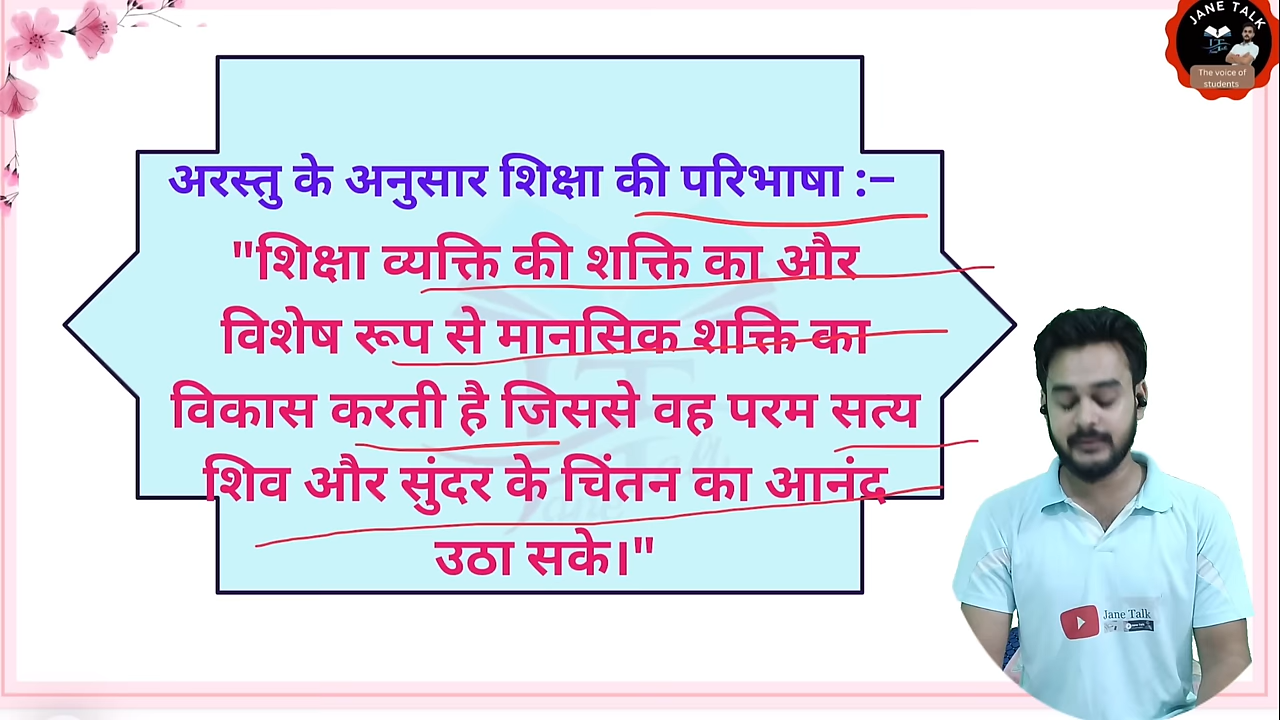 JANE TALK
The voice of
students
अरस्तु के अनुसार शिक्षा की परिभाषा :–
"शिक्षा व्यक्ति की शक्ति का और
विशेष रूप से मानसिक शक्ति का
विकास करती है जिससे वह परम सत्य
शिव और सुंदर के चिंतन का आनंद
उठा सके।"
Jane Talk